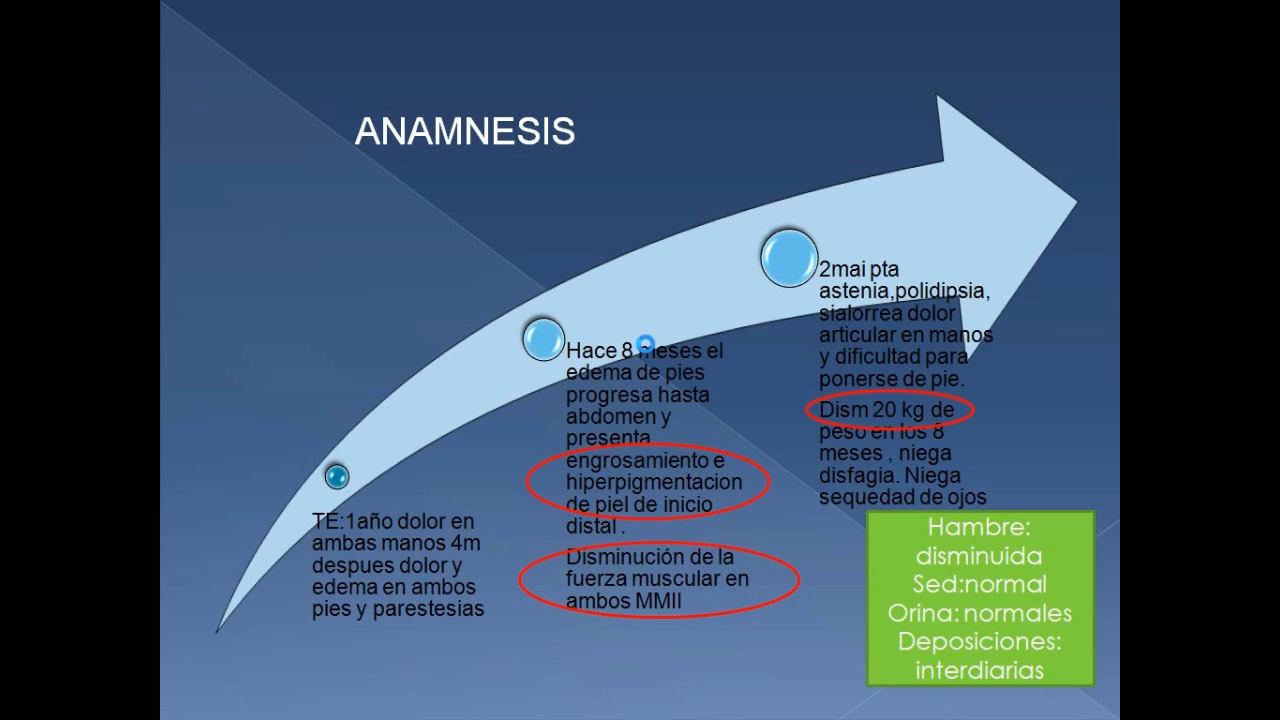 ANAMNESIS
TE:1año dolor en
ambas manos 4m
despues dolor y
edema en ambos
pies y parestesias
Hace 8 meses el
edema de pies
progresa hasta
abdomen y
presenta
engrosamiento e
hiperpigmentacion
de piel de inicio
distal .
Disminución de la
fuerza muscular en
ambos MMII
2mai pta
astenia,polidipsia,
sialorrea dolor
articular en manos
y dificultad para
ponerse de pie.
Dism 20 kg de
peso en los 8
meses , niega
disfagia. Niega
sequedad de ojos
Hambre:
disminuida
Sed:normal
Orina: normales
Deposiciones:
interdiarias